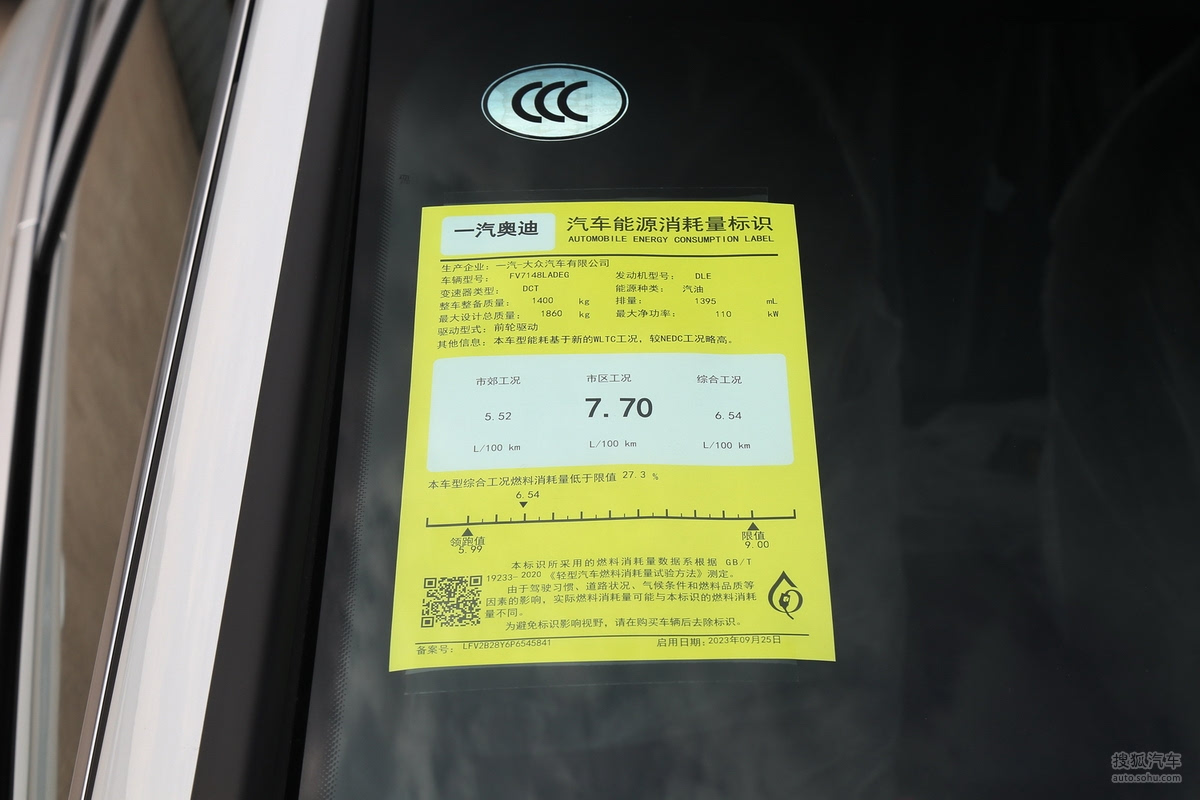 CCC
一汽奥迪
汽车能源消耗量标识
AUTOMOBILE ENERGY CONSUMPTION LABEL
生产企业: 一汽-大众汽车有限公司
车辆型号: FV7148LADEG 发动机型号: DLE
变速器类型: DCT 能源种类: 汽油
整车整备质量: 1400 kg 排量: 1395 mL
最大设计总质量: 1860 kg 最大净功率: 110 kW
驱动型式: 前轮驱动
其他信息: 本车型能耗基于新的WLTC工况，较NEDC工况略高。
市郊工况 市区工况 综合工况
5.52 7.70 6.54
L/100 km L/100 km L/100 km
本车型综合工况燃料消耗量低于限值 27.3 %
6.54
领跑值 限值
5.99 9.00
本标识所采用的燃料消耗量数据系根据 GB/T
19233-2020《轻型汽车燃料消耗量试验方法》测定。
由于驾驶习惯、道路状况、气候条件和燃料品质等
因素的影响，实际燃料消耗量可能与本标识的燃料消耗
量不同。
为避免标识影响视野，请在购买车辆后去除标识。
备案号: LFV2B28Y6P6545841 启用日期: 2023年09月25日
搜狐汽车
auto.sohu.com